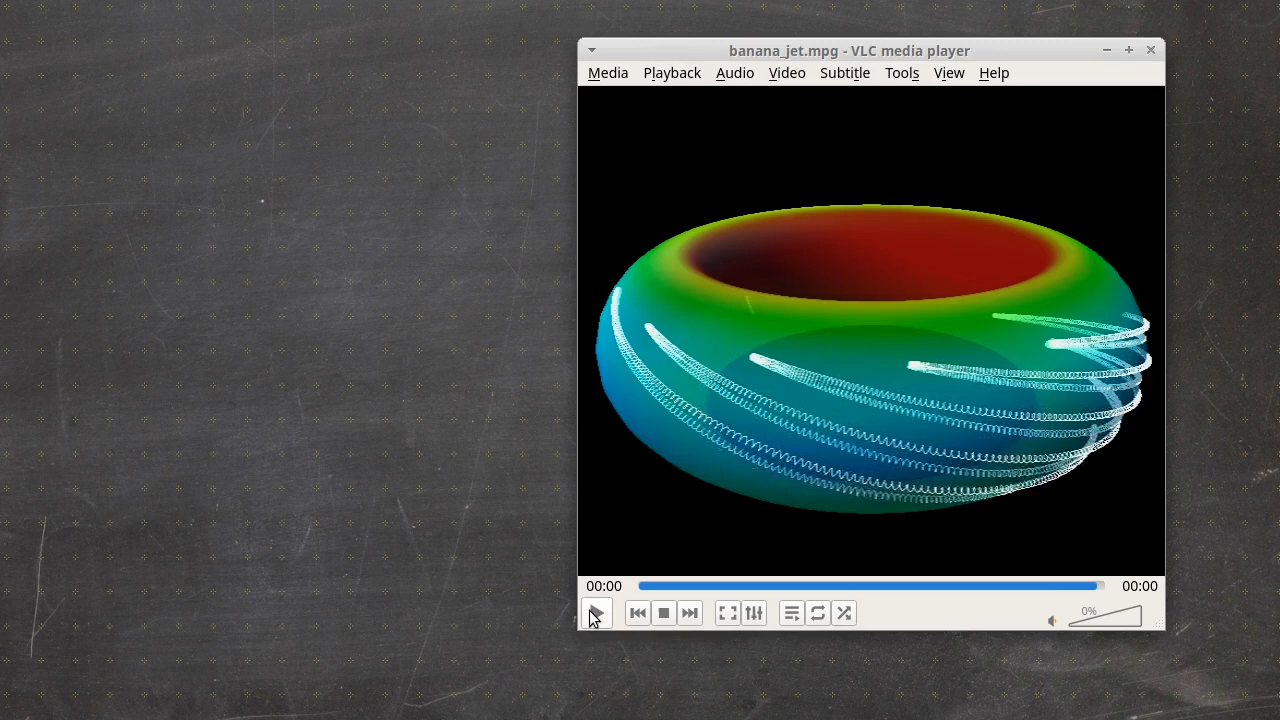 banana_jet.mpg - VLC media player
Media Playback Audio Video Subtitle Tools View Help
00:00 00:00
0%